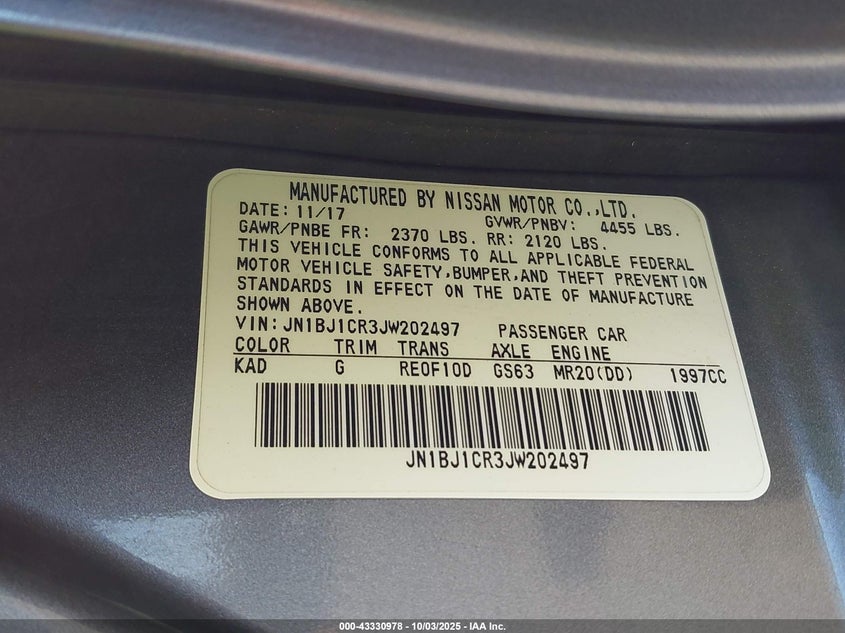 MANUFACTURED BY NISSAN MOTOR CO.,LTD.
DATE: 11/17 GVWR/PNBV: 4455 LBS.
GAWR/PNBE FR: 2370 LBS. RR: 2120 LBS.
THIS VEHICLE CONFORMS TO ALL APPLICABLE FEDERAL
MOTOR VEHICLE SAFETY,BUMPER,AND THEFT PREVENTION
STANDARDS IN EFFECT ON THE DATE OF MANUFACTURE
SHOWN ABOVE.
VIN: JN1BJ1CR3JW202497 PASSENGER CAR
COLOR TRIM TRANS AXLE ENGINE
KAD G RE0F10D GS63 MR20(DD) 1997CC
JN1BJ1CR3JW202497
000-43330978 - 10/03/2025 - IAA Inc.